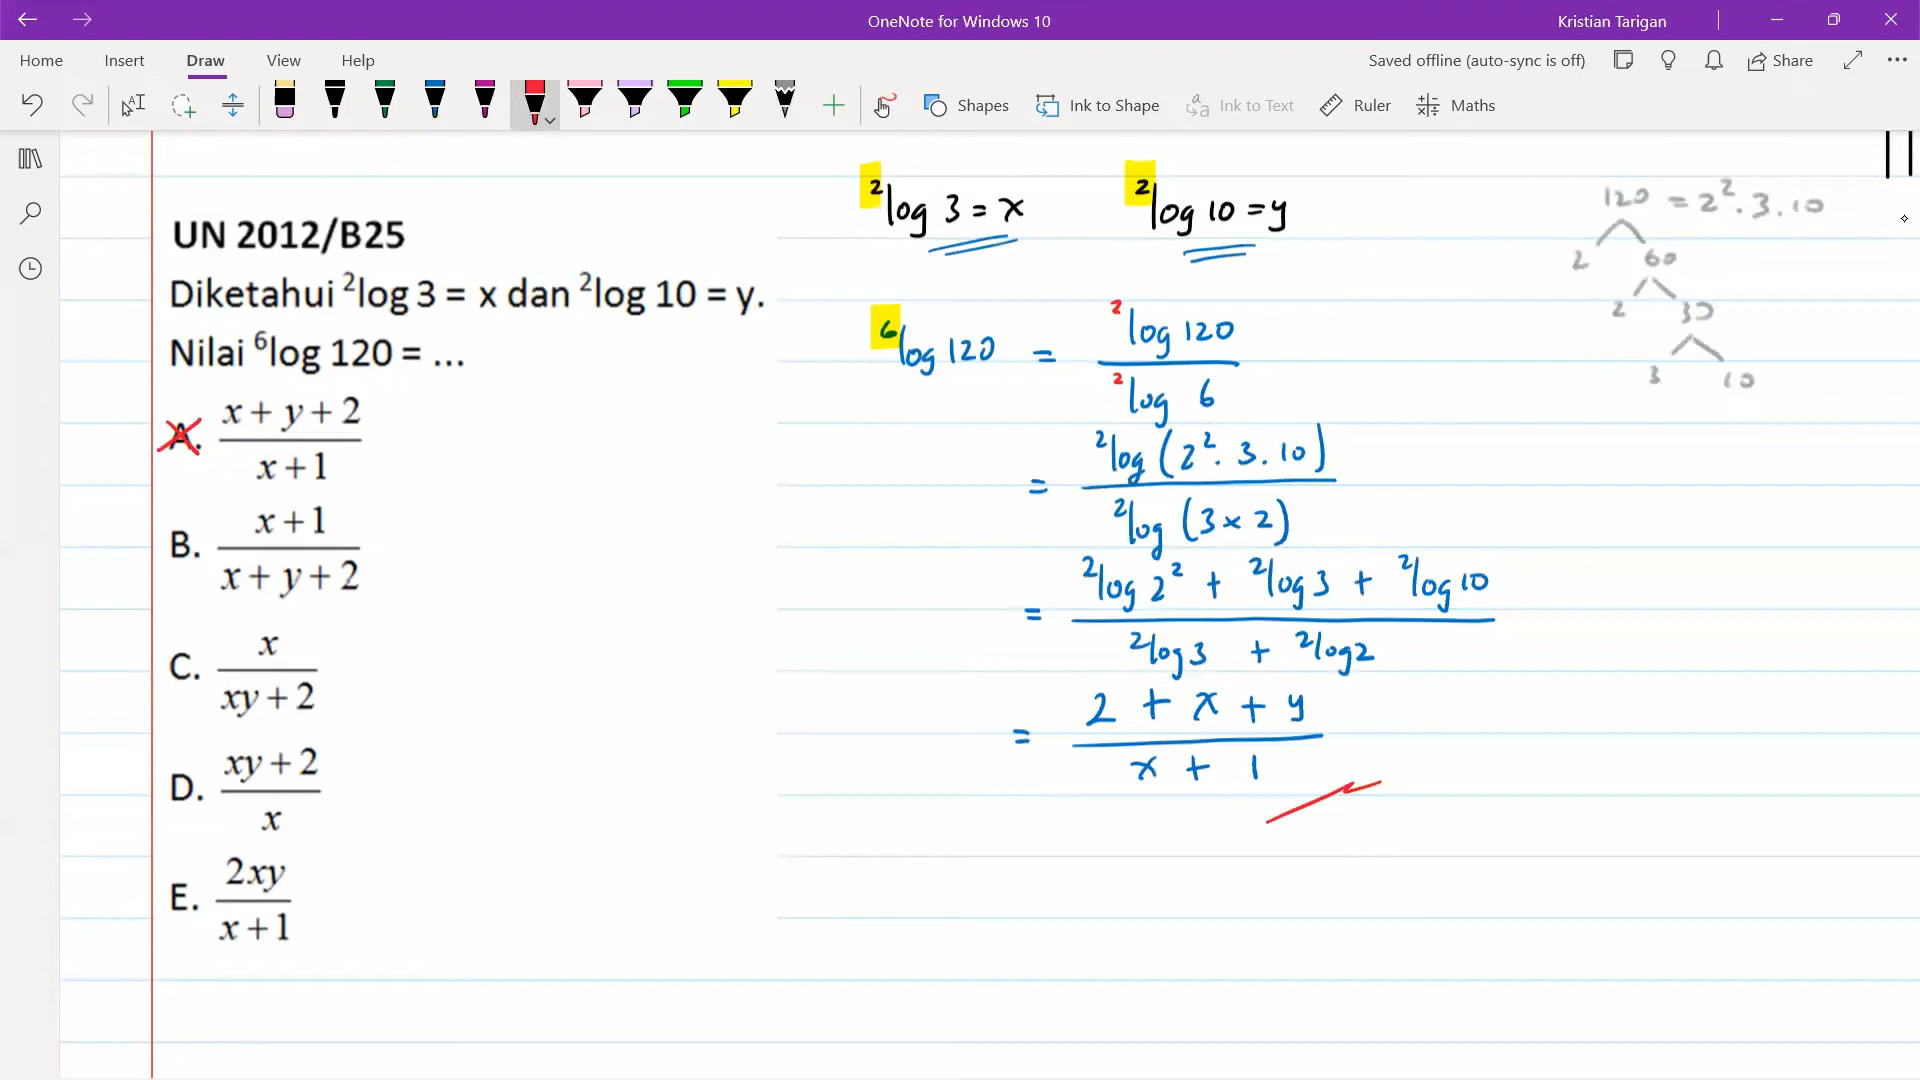 OneNote for Windows 10
Kristian Tarigan
Home Insert Draw View Help
Saved offline (auto-sync is off) Share
Shapes Ink to Shape Ink to Text Ruler Maths
UN 2012/B25
Diketahui ²log 3 = x dan ²log 10 = y.
Nilai ⁶log 120 = ...
A. (x + y + 2)/(x + 1)
B. (x + 1)/(x + y + 2)
C. x/(xy + 2)
D. (xy + 2)/x
E. 2xy/(x + 1)
²log 3 = x ²log 10 = y
⁶log 120 = ²log 120 / ²log 6
= ²log (2² . 3 . 10) / ²log (3 × 2)
= (²log 2² + ²log 3 + ²log 10) / (²log 3 + ²log 2)
= (2 + x + y) / (x + 1)
120 = 2² . 3 . 10
2 60
2 30
3 10